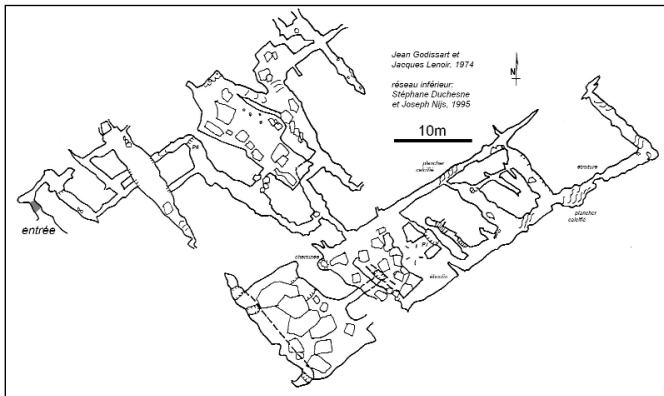 Jean Godissart et
Jacques Lenoir, 1974
réseau inférieur:
Stéphane Duchesne
et Joseph Nijs, 1995
N
10m
plancher
calcifié
étroiture
plancher
calcifié
entrée
cheminée
éboulis